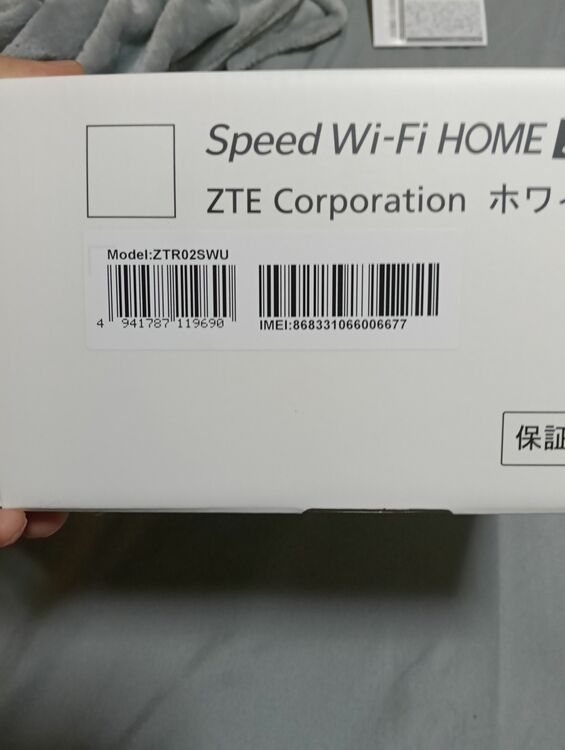 Speed Wi-Fi HOME
ZTE Corporation ホワ
Model:ZTR02SWU
4 941787 119690
IMEI:868331066006677
保証